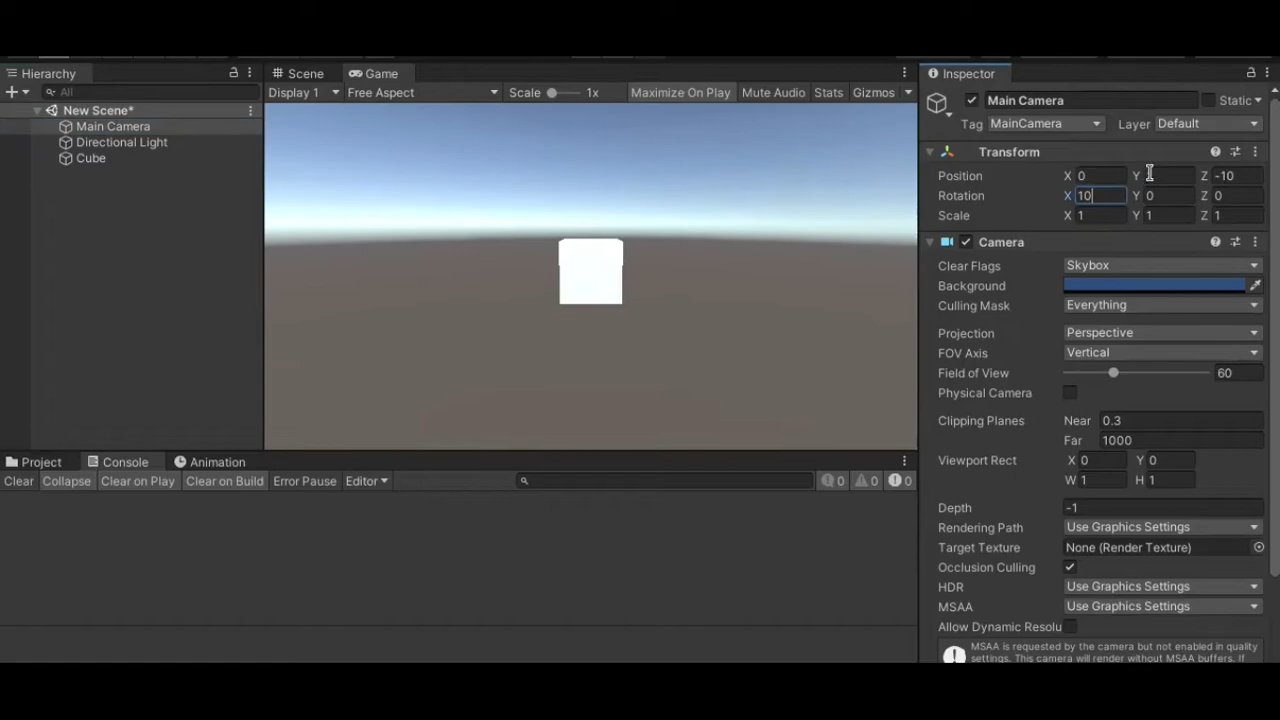 Hierarchy
All
New Scene*
Main Camera
Directional Light
Cube
Scene Game
Display 1 Free Aspect Scale 1x Maximize On Play Mute Audio Stats Gizmos
Inspector
Main Camera Static
Tag MainCamera Layer Default
Transform
Position X 0 Y Z -10
Rotation X 10 Y 0 Z 0
Scale X 1 Y 1 Z 1
Camera
Clear Flags Skybox
Background
Culling Mask Everything
Projection Perspective
FOV Axis Vertical
Field of View 60
Physical Camera
Clipping Planes Near 0.3
Far 1000
Viewport Rect X 0 Y 0
W 1 H 1
Depth -1
Rendering Path Use Graphics Settings
Target Texture None (Render Texture)
Occlusion Culling
HDR Use Graphics Settings
MSAA Use Graphics Settings
Allow Dynamic Resolu
MSAA is requested by the camera but not enabled in quality
settings. This camera will render without MSAA buffers. If
Project Console Animation
Clear Collapse Clear on Play Clear on Build Error Pause Editor 0 0 0